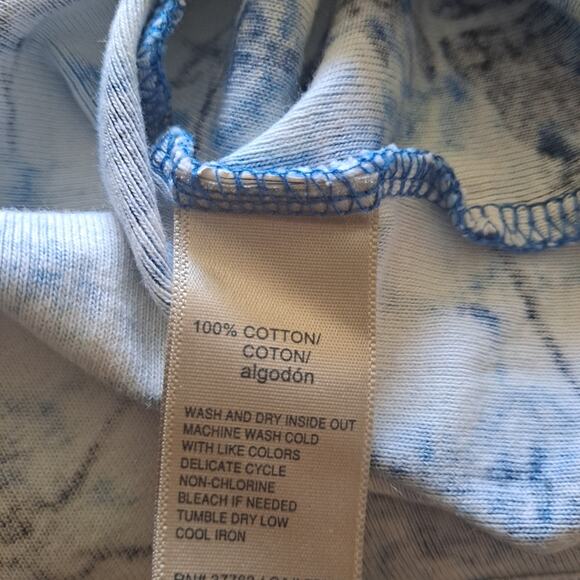 100% COTTON/
COTON/
algodón
WASH AND DRY INSIDE OUT
MACHINE WASH COLD
WITH LIKE COLORS
DELICATE CYCLE
NON-CHLORINE
BLEACH IF NEEDED
TUMBLE DRY LOW
COOL IRON